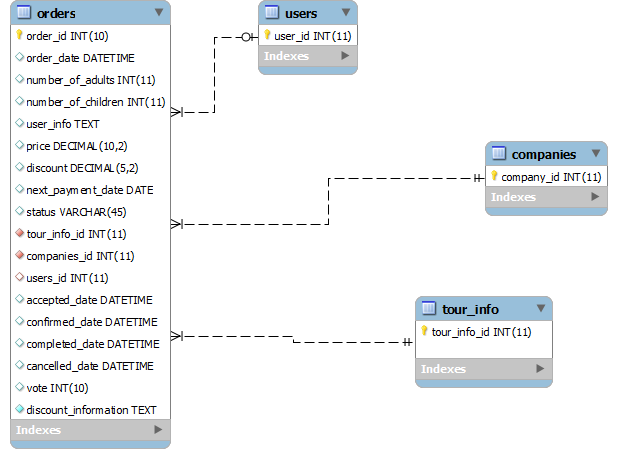 orders
order_id INT(10)
order_date DATETIME
number_of_adults INT(11)
number_of_children INT(11)
user_info TEXT
price DECIMAL(10,2)
discount DECIMAL(5,2)
next_payment_date DATE
status VARCHAR(45)
tour_info_id INT(11)
companies_id INT(11)
users_id INT(11)
accepted_date DATETIME
confirmed_date DATETIME
completed_date DATETIME
cancelled_date DATETIME
vote INT(10)
discount_information TEXT
Indexes
users
user_id INT(11)
Indexes
companies
company_id INT(11)
Indexes
tour_info
tour_info_id INT(11)
Indexes